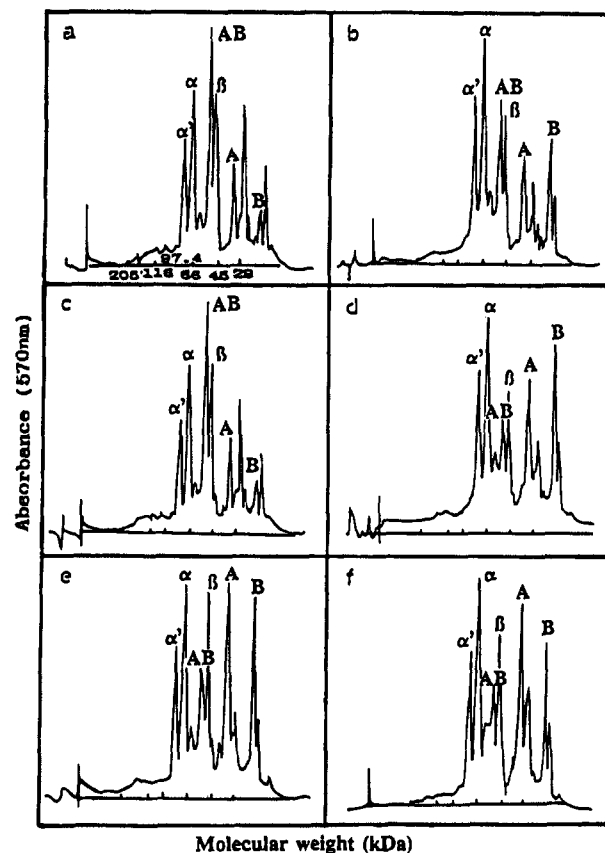 a
AB
α
α'
ß
A
B
97.4
205 116 66 45 29
b
α
α'
AB
ß
A
B
c
AB
α
ß
α'
A
B
d
α
B
α'
A
ß
AB
e
α
ß
A
B
α'
AB
f
α
A
α'
ß
B
AB
Absorbance (570nm)
Molecular weight (kDa)